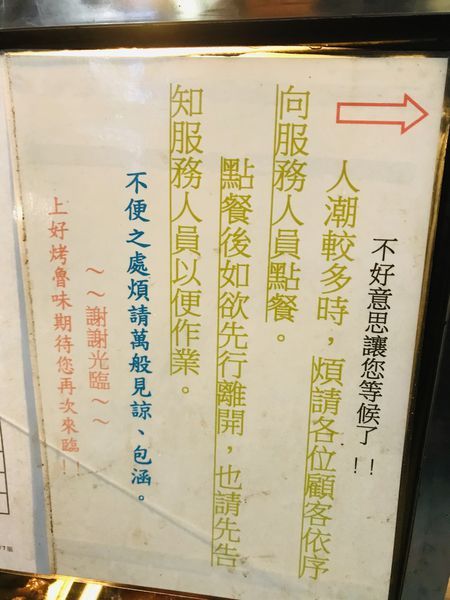 不好意思讓您等候了!!
人潮較多時，煩請各位顧客依序
向服務人員點餐。
點餐後如欲先行離開，也請先告
知服務人員以便作業。
不便之處煩請萬般見諒、包涵。
～～謝謝光臨～～
上好烤魯味期待您再次來臨!!